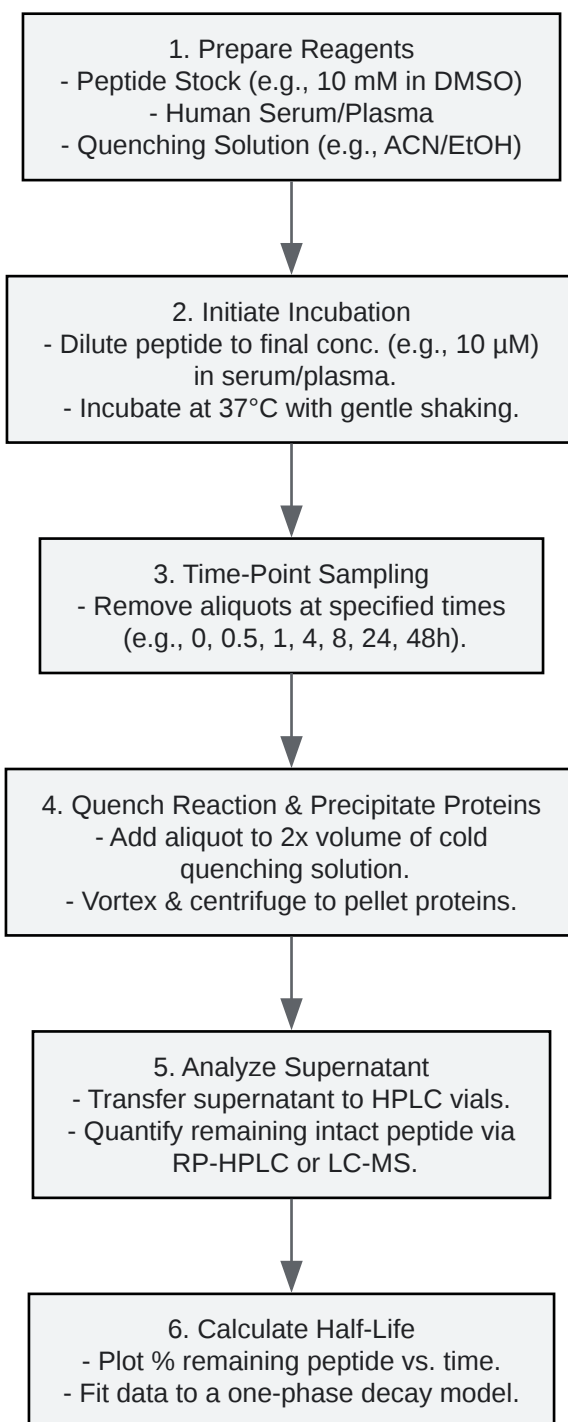 1. Prepare Reagents
- Peptide Stock (e.g., 10 mM in DMSO)
- Human Serum/Plasma
- Quenching Solution (e.g., ACN/EtOH)
2. Initiate Incubation
- Dilute peptide to final conc. (e.g., 10 µM)
in serum/plasma.
- Incubate at 37°C with gentle shaking.
3. Time-Point Sampling
- Remove aliquots at specified times
(e.g., 0, 0.5, 1, 4, 8, 24, 48h).
4. Quench Reaction & Precipitate Proteins
- Add aliquot to 2x volume of cold
quenching solution.
- Vortex & centrifuge to pellet proteins.
5. Analyze Supernatant
- Transfer supernatant to HPLC vials.
- Quantify remaining intact peptide via
RP-HPLC or LC-MS.
6. Calculate Half-Life
- Plot % remaining peptide vs. time.
- Fit data to a one-phase decay model.